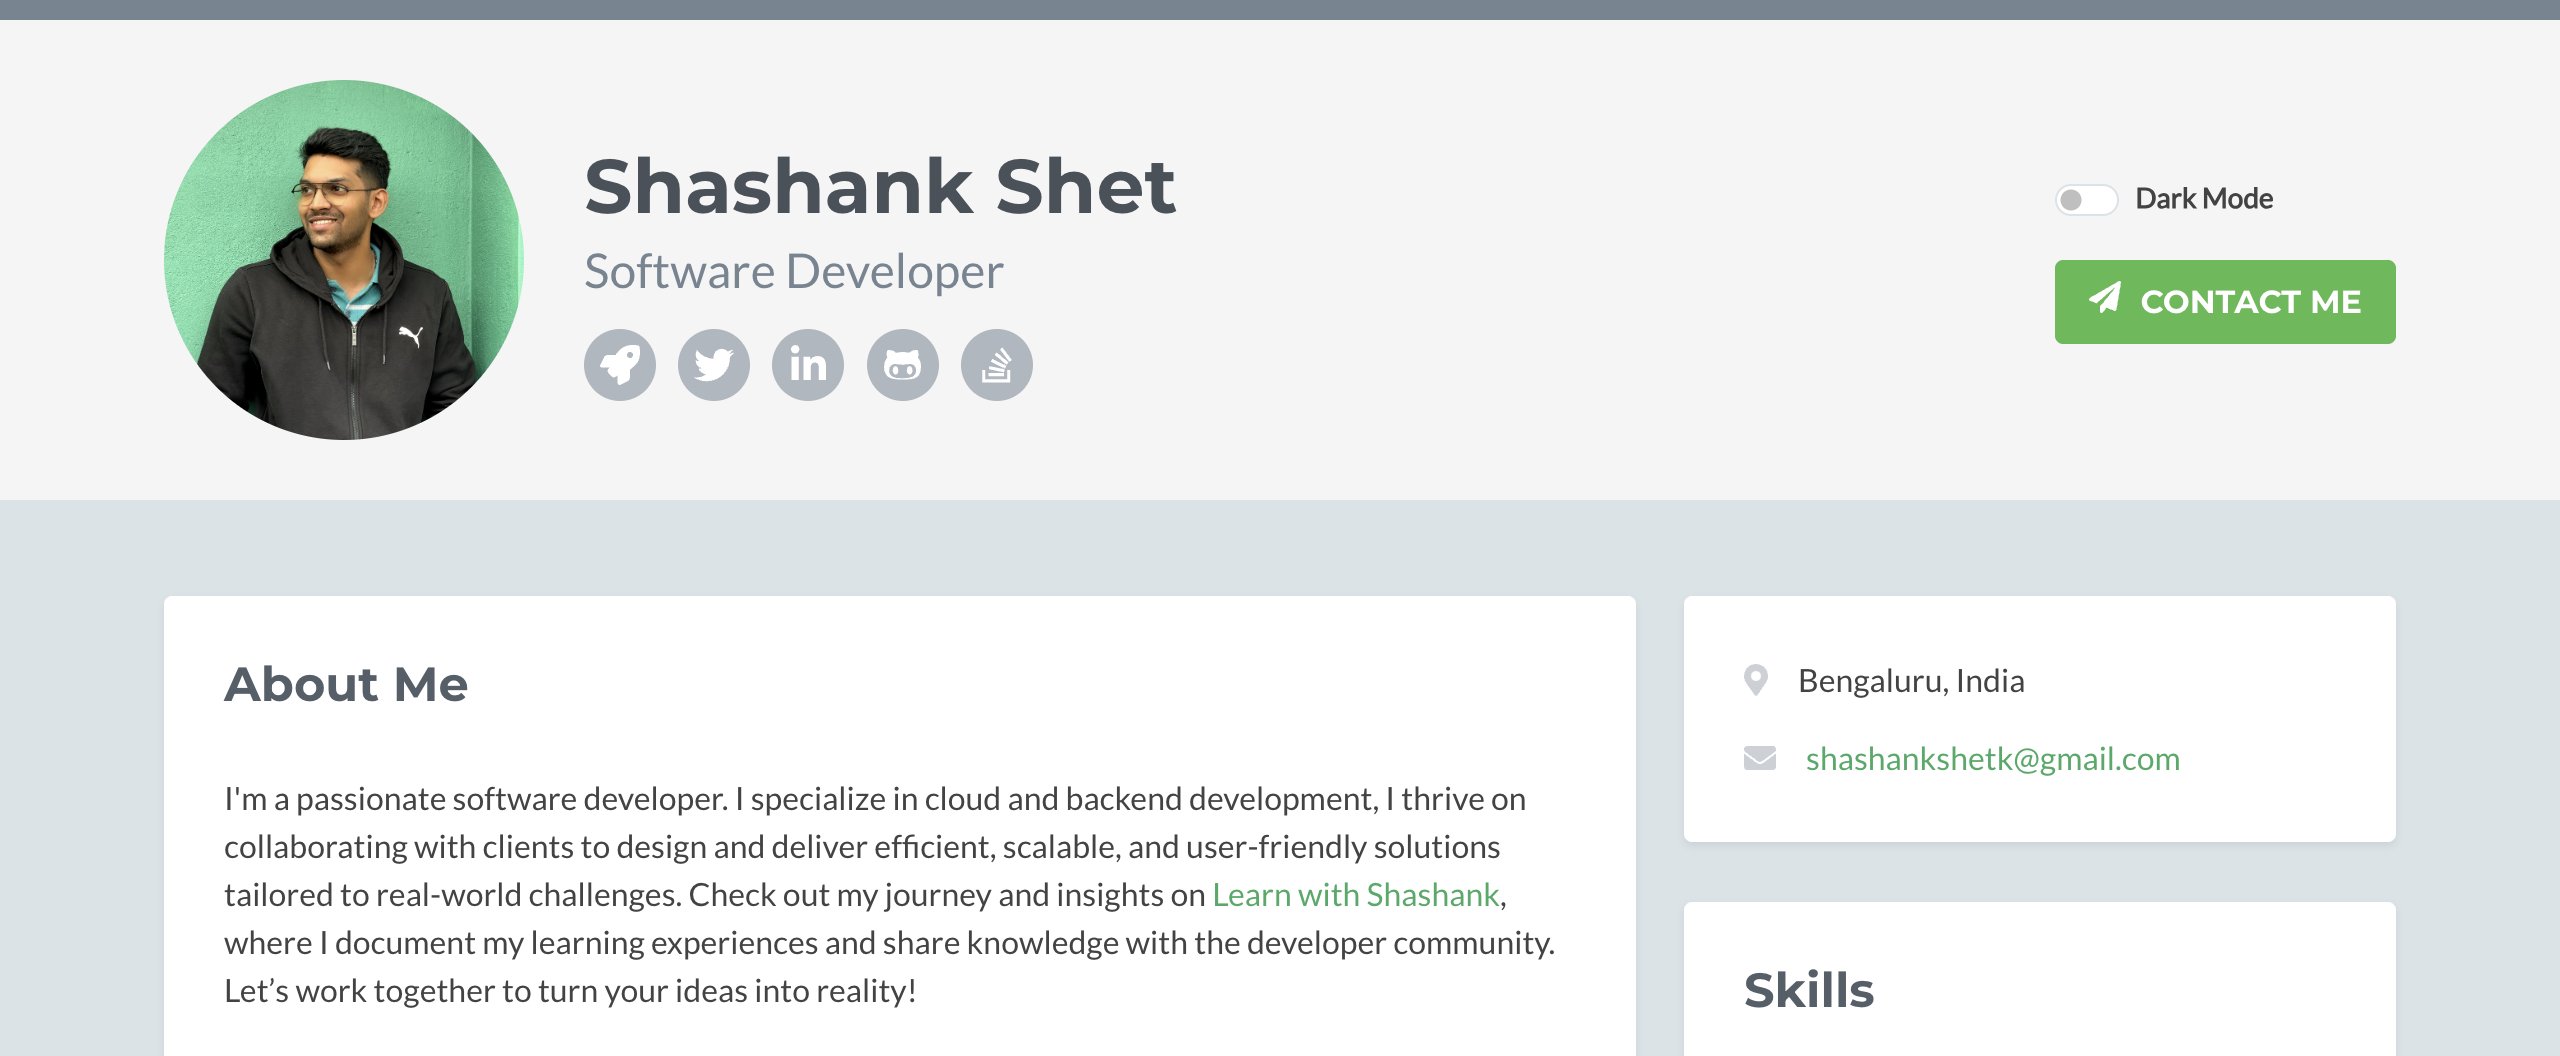 Shashank Shet
Software Developer
Dark Mode
CONTACT ME
About Me
I'm a passionate software developer. I specialize in cloud and backend development, I thrive on
collaborating with clients to design and deliver efficient, scalable, and user-friendly solutions
tailored to real-world challenges. Check out my journey and insights on Learn with Shashank,
where I document my learning experiences and share knowledge with the developer community.
Let’s work together to turn your ideas into reality!
Bengaluru, India
shashankshetk@gmail.com
Skills